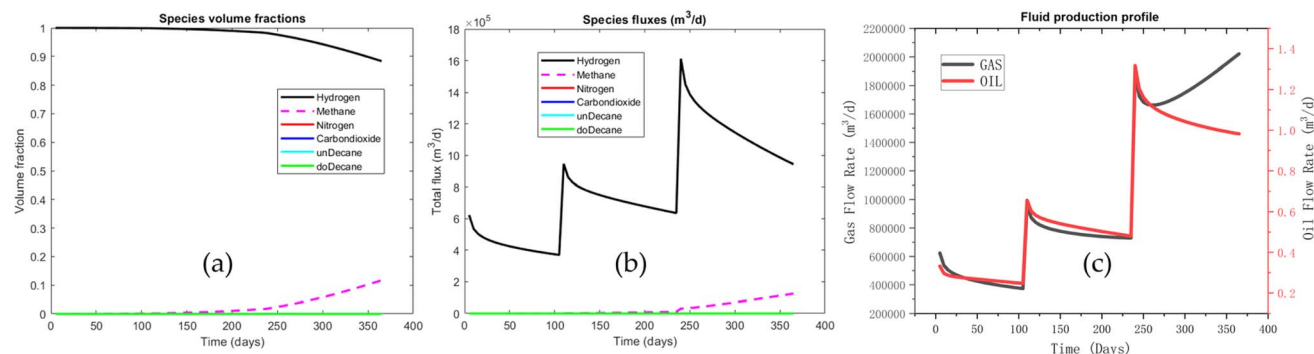 Species volume fractions
1
0.9
0.8
0.7
0.6
0.5
0.4
0.3
0.2
0.1
0
Volume fraction
Hydrogen
Methane
Nitrogen
Carbondioxide
unDecane
doDecane
(a)
0 50 100 150 200 250 300 350 400
Time (days)
Species fluxes (m³/d)
×10⁵
18
16
14
12
10
8
6
4
2
0
Total flux (m³/d)
Hydrogen
Methane
Nitrogen
Carbondioxide
unDecane
doDecane
(b)
0 50 100 150 200 250 300 350 400
Time (days)
(c)
Fluid production profile
2200000
2000000
1800000
1600000
1400000
1200000
1000000
800000
600000
400000
200000
Gas Flow Rate (m³/d)
GAS
OIL
1.4
1.2
1.0
0.8
0.6
0.4
0.2
Oil Flow Rate (m³/d)
(c)
0 50 100 150 200 250 300 350 400
Time (Days)